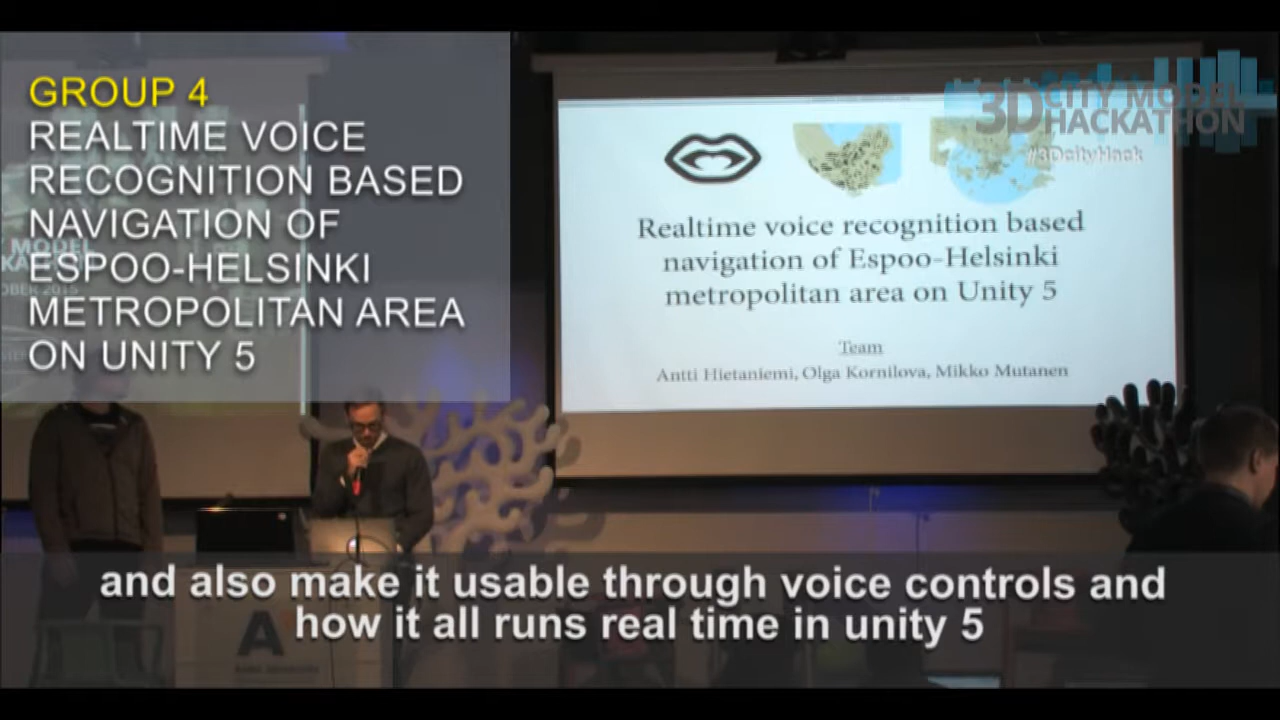 GROUP 4
REALTIME VOICE
RECOGNITION BASED
NAVIGATION OF
ESPOO-HELSINKI
METROPOLITAN AREA
ON UNITY 5
3D CITY MODEL
HACKATHON
#3DcityHack
Realtime voice recognition based
navigation of Espoo-Helsinki
metropolitan area on Unity 5
Team
Antti Hietaniemi, Olga Kornilova, Mikko Mutanen
A
and also make it usable through voice controls and
how it all runs real time in unity 5